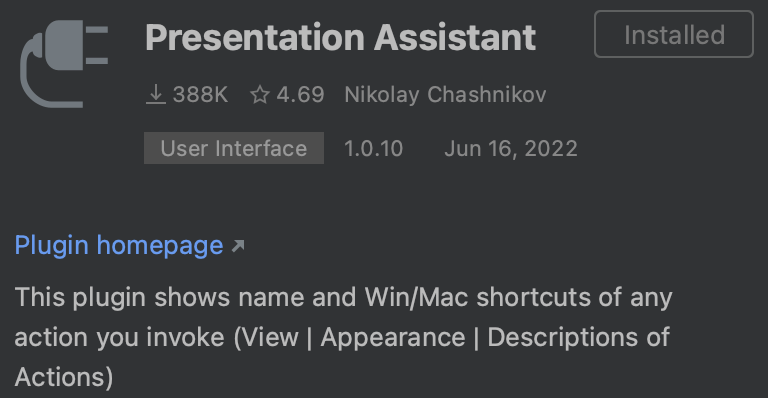 Presentation Assistant
Installed
388K 4.69 Nikolay Chashnikov
User Interface 1.0.10 Jun 16, 2022
Plugin homepage
This plugin shows name and Win/Mac shortcuts of any
action you invoke (View | Appearance | Descriptions of
Actions)